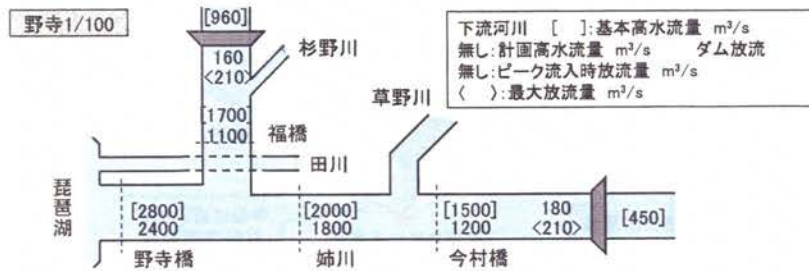 野寺1/100
下流河川 [ ]:基本高水流量 m³/s
無し:計画高水流量 m³/s ダム放流
無し:ピーク流入時放流量 m³/s
〈 〉:最大放流量 m³/s
[960]
160
<210>
杉野川
草野川
[1700]
1100
福橋
田川
琵琶湖
[2800]
2400
[2000]
1800
[1500]
1200
180
<210>
[450]
野寺橋
姉川
今村橋